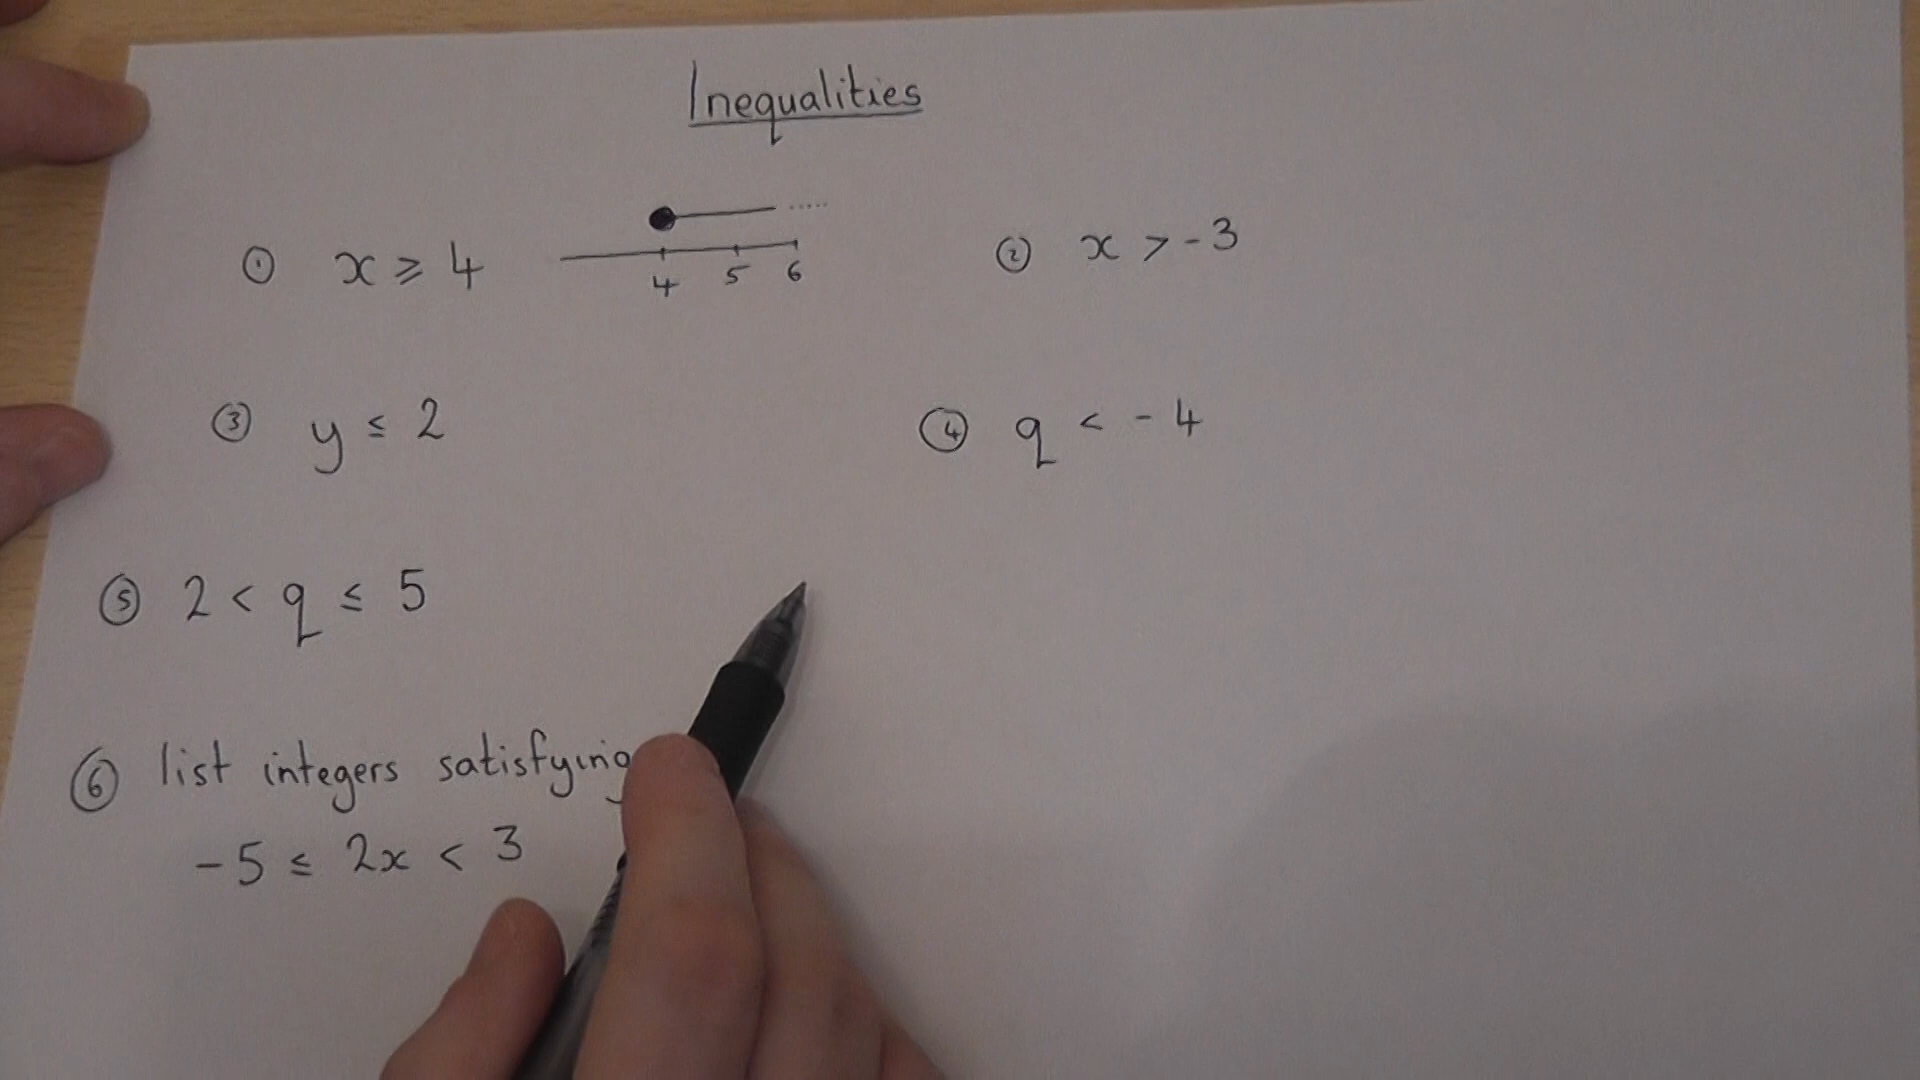 Inequalities
① x ⩾ 4
4 5 6
② x > -3
③ y ≤ 2
④ q < -4
⑤ 2 < q ≤ 5
⑥ list integers satisfying
-5 ≤ 2x < 3